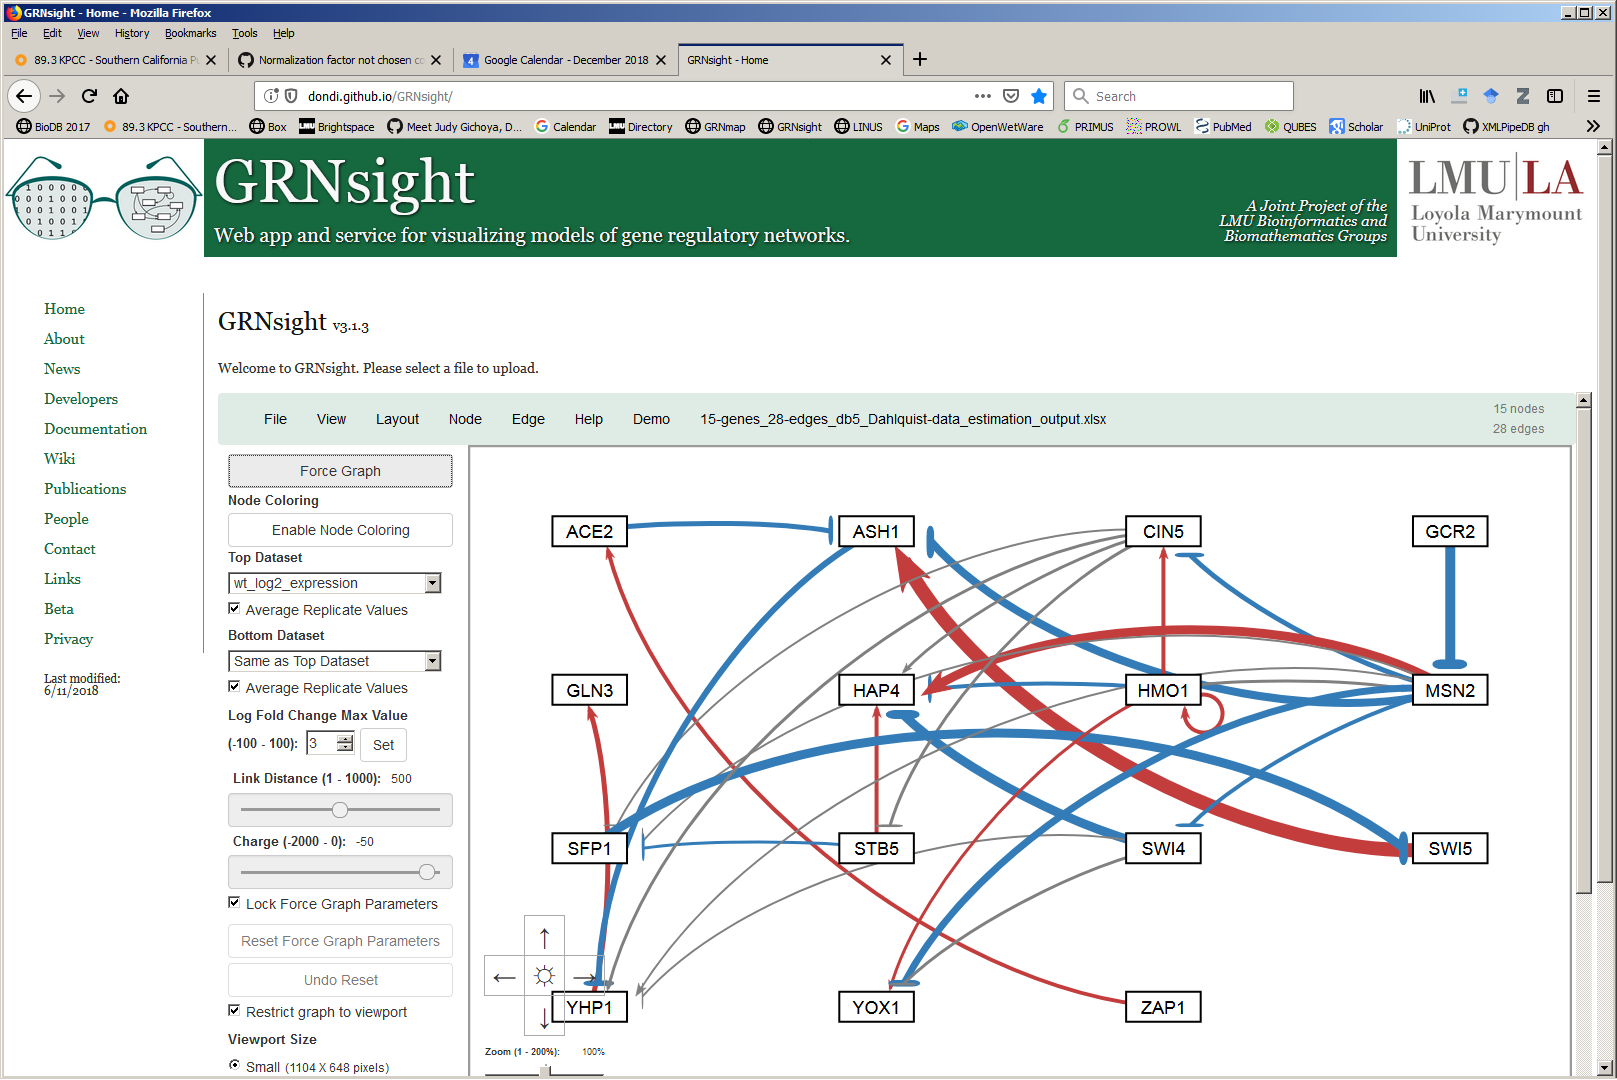 GRNsight - Home - Mozilla Firefox
File Edit View History Bookmarks Tools Help
89.3 KPCC - Southern California P
Normalization factor not chosen co
Google Calendar - December 2018
GRNsight - Home
dondi.github.io/GRNsight/
Search
BioDB 2017 89.3 KPCC - Southern... Box Brightspace Meet Judy Gichoya, D... Calendar Directory GRNmap GRNsight LINUS Maps OpenWetWare PRIMUS PROWL PubMed QUBES Scholar UniProt XMLPipeDB gh
GRNsight
Web app and service for visualizing models of gene regulatory networks.
A Joint Project of the
LMU Bioinformatics and
Biomathematics Groups
LMU|LA
Loyola Marymount
University
Home
About
News
Developers
Documentation
Wiki
Publications
People
Contact
Links
Beta
Privacy
Last modified:
6/11/2018
GRNsight v3.1.3
Welcome to GRNsight. Please select a file to upload.
File View Layout Node Edge Help Demo 15-genes_28-edges_db5_Dahlquist-data_estimation_output.xlsx
15 nodes
28 edges
Force Graph
Node Coloring
Enable Node Coloring
Top Dataset
wt_log2_expression
Average Replicate Values
Bottom Dataset
Same as Top Dataset
Average Replicate Values
Log Fold Change Max Value
(-100 - 100): 3 Set
Link Distance (1 - 1000): 500
Charge (-2000 - 0): -50
Lock Force Graph Parameters
Reset Force Graph Parameters
Undo Reset
Restrict graph to viewport
Viewport Size
Small (1104 X 648 pixels)
ACE2 ASH1 CIN5 GCR2
GLN3 HAP4 HMO1 MSN2
SFP1 STB5 SWI4 SWI5
YHP1 YOX1 ZAP1
Zoom (1 - 200%): 100%